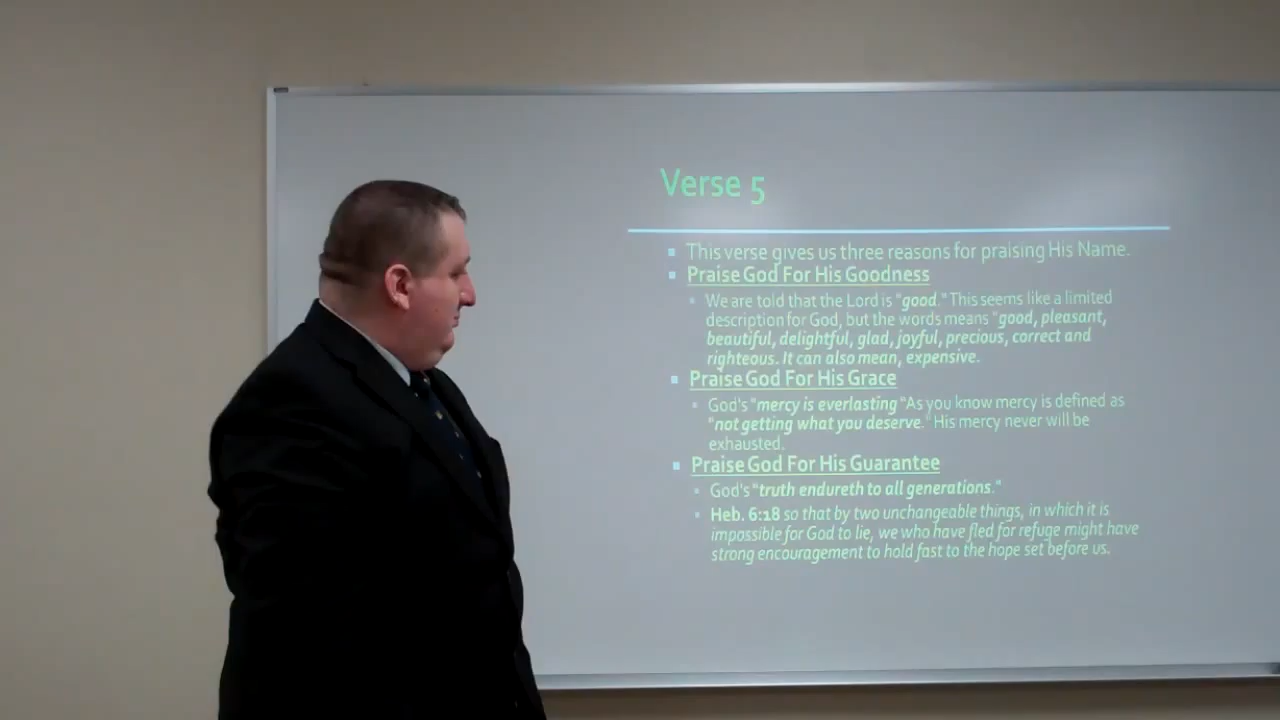 Verse 5
This verse gives us three reasons for praising His Name.
Praise God For His Goodness
We are told that the Lord is "good." This seems like a limited
description for God, but the words means "good, pleasant,
beautiful, delightful, glad, joyful, precious, correct and
righteous. It can also mean, expensive.
Praise God For His Grace
God's "mercy is everlasting "As you know mercy is defined as
"not getting what you deserve." His mercy never will be
exhausted.
Praise God For His Guarantee
God's "truth endureth to all generations."
Heb. 6:18 so that by two unchangeable things, in which it is
impossible for God to lie, we who have fled for refuge might have
strong encouragement to hold fast to the hope set before us.